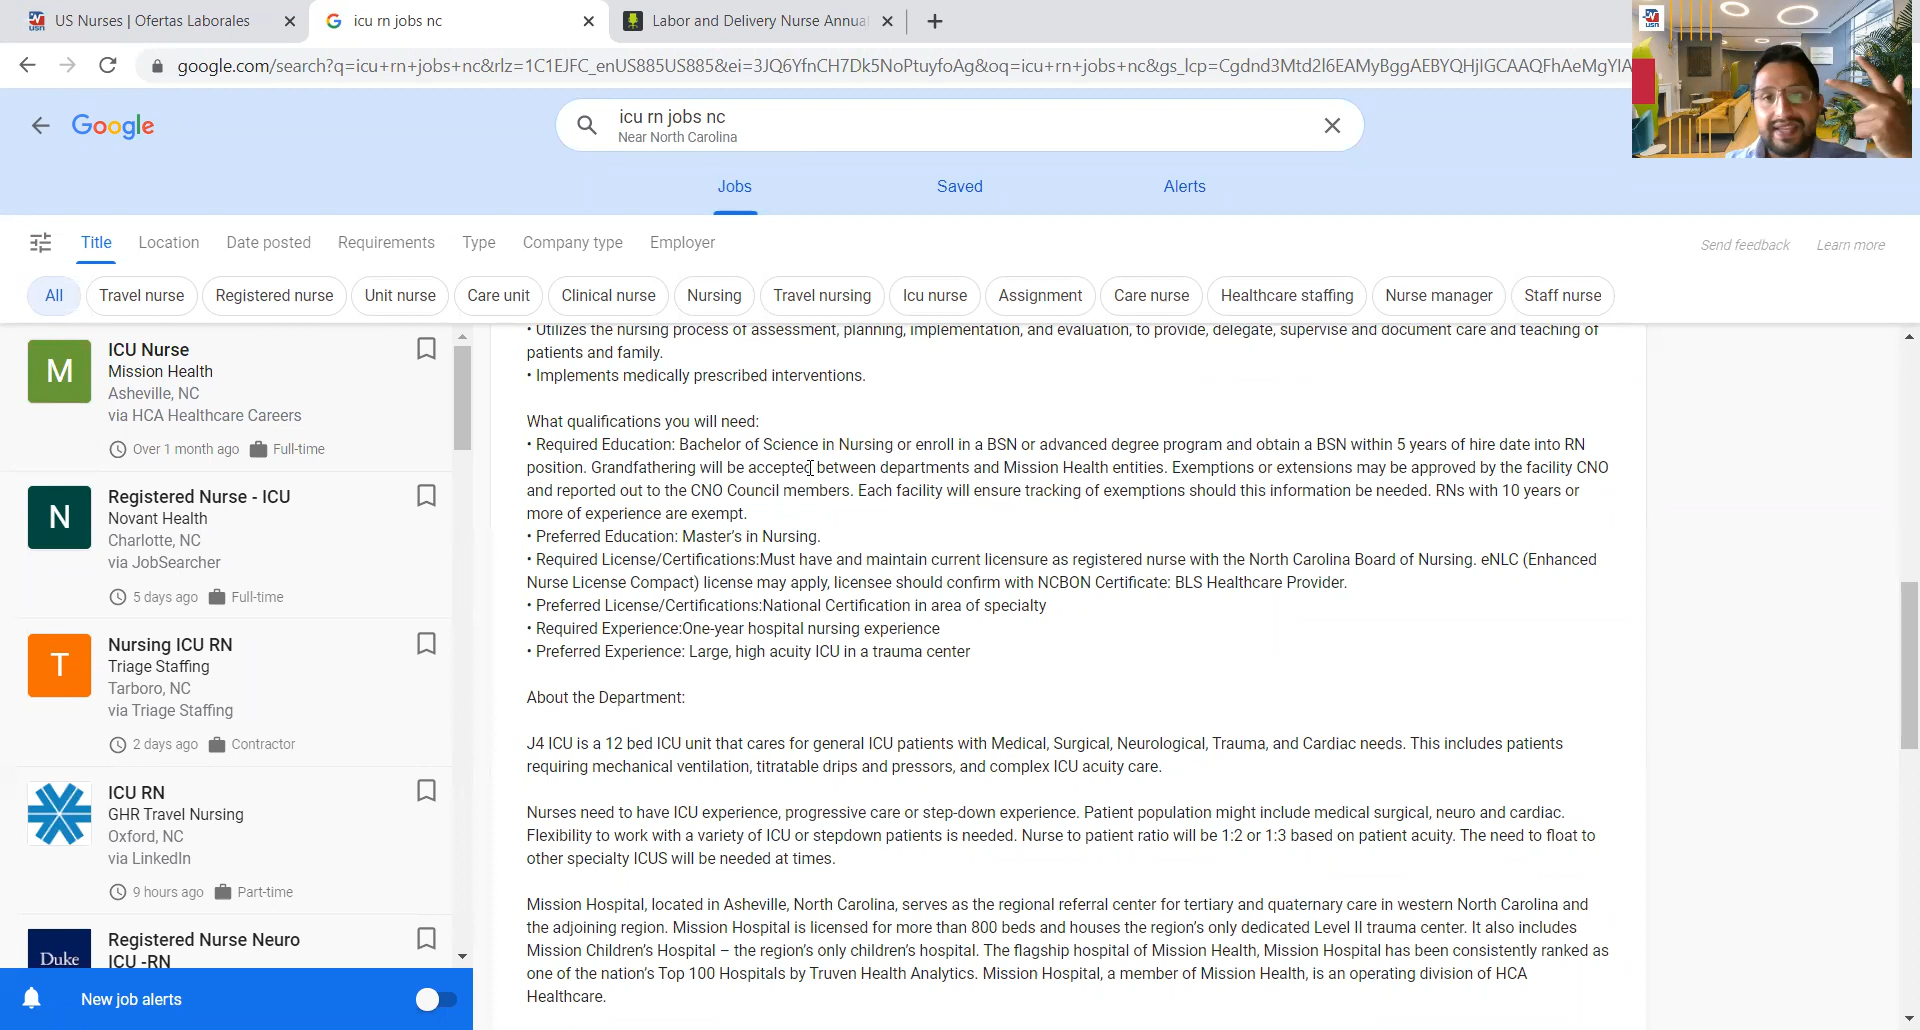 US Nurses | Ofertas Laborales
icu rn jobs nc
Labor and Delivery Nurse Annua
google.com/search?q=icu+rn+jobs+nc&rlz=1C1EJFC_enUS885US885&ei=3JQ6YfnCH7Dk5NoPtuyfoAg&oq=icu+rn+jobs+nc&gs_lcp=Cgdnd3Mtd2l6EAMyBggAEBYQHjIGCAAQFhAeMgYIA
usn
Google
icu rn jobs nc
Near North Carolina
Jobs
Saved
Alerts
Title
Location
Date posted
Requirements
Type
Company type
Employer
Send feedback
Learn more
All
Travel nurse
Registered nurse
Unit nurse
Care unit
Clinical nurse
Nursing
Travel nursing
Icu nurse
Assignment
Care nurse
Healthcare staffing
Nurse manager
Staff nurse
M
ICU Nurse
Mission Health
Asheville, NC
via HCA Healthcare Careers
Over 1 month ago
Full-time
N
Registered Nurse - ICU
Novant Health
Charlotte, NC
via JobSearcher
5 days ago
Full-time
T
Nursing ICU RN
Triage Staffing
Tarboro, NC
via Triage Staffing
2 days ago
Contractor
ICU RN
GHR Travel Nursing
Oxford, NC
via LinkedIn
9 hours ago
Part-time
Duke
Registered Nurse Neuro
ICU -RN
New job alerts
• Utilizes the nursing process of assessment, planning, implementation, and evaluation, to provide, delegate, supervise and document care and teaching of
patients and family.
• Implements medically prescribed interventions.
What qualifications you will need:
• Required Education: Bachelor of Science in Nursing or enroll in a BSN or advanced degree program and obtain a BSN within 5 years of hire date into RN
position. Grandfathering will be accepted between departments and Mission Health entities. Exemptions or extensions may be approved by the facility CNO
and reported out to the CNO Council members. Each facility will ensure tracking of exemptions should this information be needed. RNs with 10 years or
more of experience are exempt.
• Preferred Education: Master's in Nursing.
• Required License/Certifications:Must have and maintain current licensure as registered nurse with the North Carolina Board of Nursing. eNLC (Enhanced
Nurse License Compact) license may apply, licensee should confirm with NCBON Certificate: BLS Healthcare Provider.
• Preferred License/Certifications:National Certification in area of specialty
• Required Experience:One-year hospital nursing experience
• Preferred Experience: Large, high acuity ICU in a trauma center
About the Department:
J4 ICU is a 12 bed ICU unit that cares for general ICU patients with Medical, Surgical, Neurological, Trauma, and Cardiac needs. This includes patients
requiring mechanical ventilation, titratable drips and pressors, and complex ICU acuity care.
Nurses need to have ICU experience, progressive care or step-down experience. Patient population might include medical surgical, neuro and cardiac.
Flexibility to work with a variety of ICU or stepdown patients is needed. Nurse to patient ratio will be 1:2 or 1:3 based on patient acuity. The need to float to
other specialty ICUS will be needed at times.
Mission Hospital, located in Asheville, North Carolina, serves as the regional referral center for tertiary and quaternary care in western North Carolina and
the adjoining region. Mission Hospital is licensed for more than 800 beds and houses the region's only dedicated Level II trauma center. It also includes
Mission Children's Hospital – the region's only children's hospital. The flagship hospital of Mission Health, Mission Hospital has been consistently ranked as
one of the nation's Top 100 Hospitals by Truven Health Analytics. Mission Hospital, a member of Mission Health, is an operating division of HCA
Healthcare.